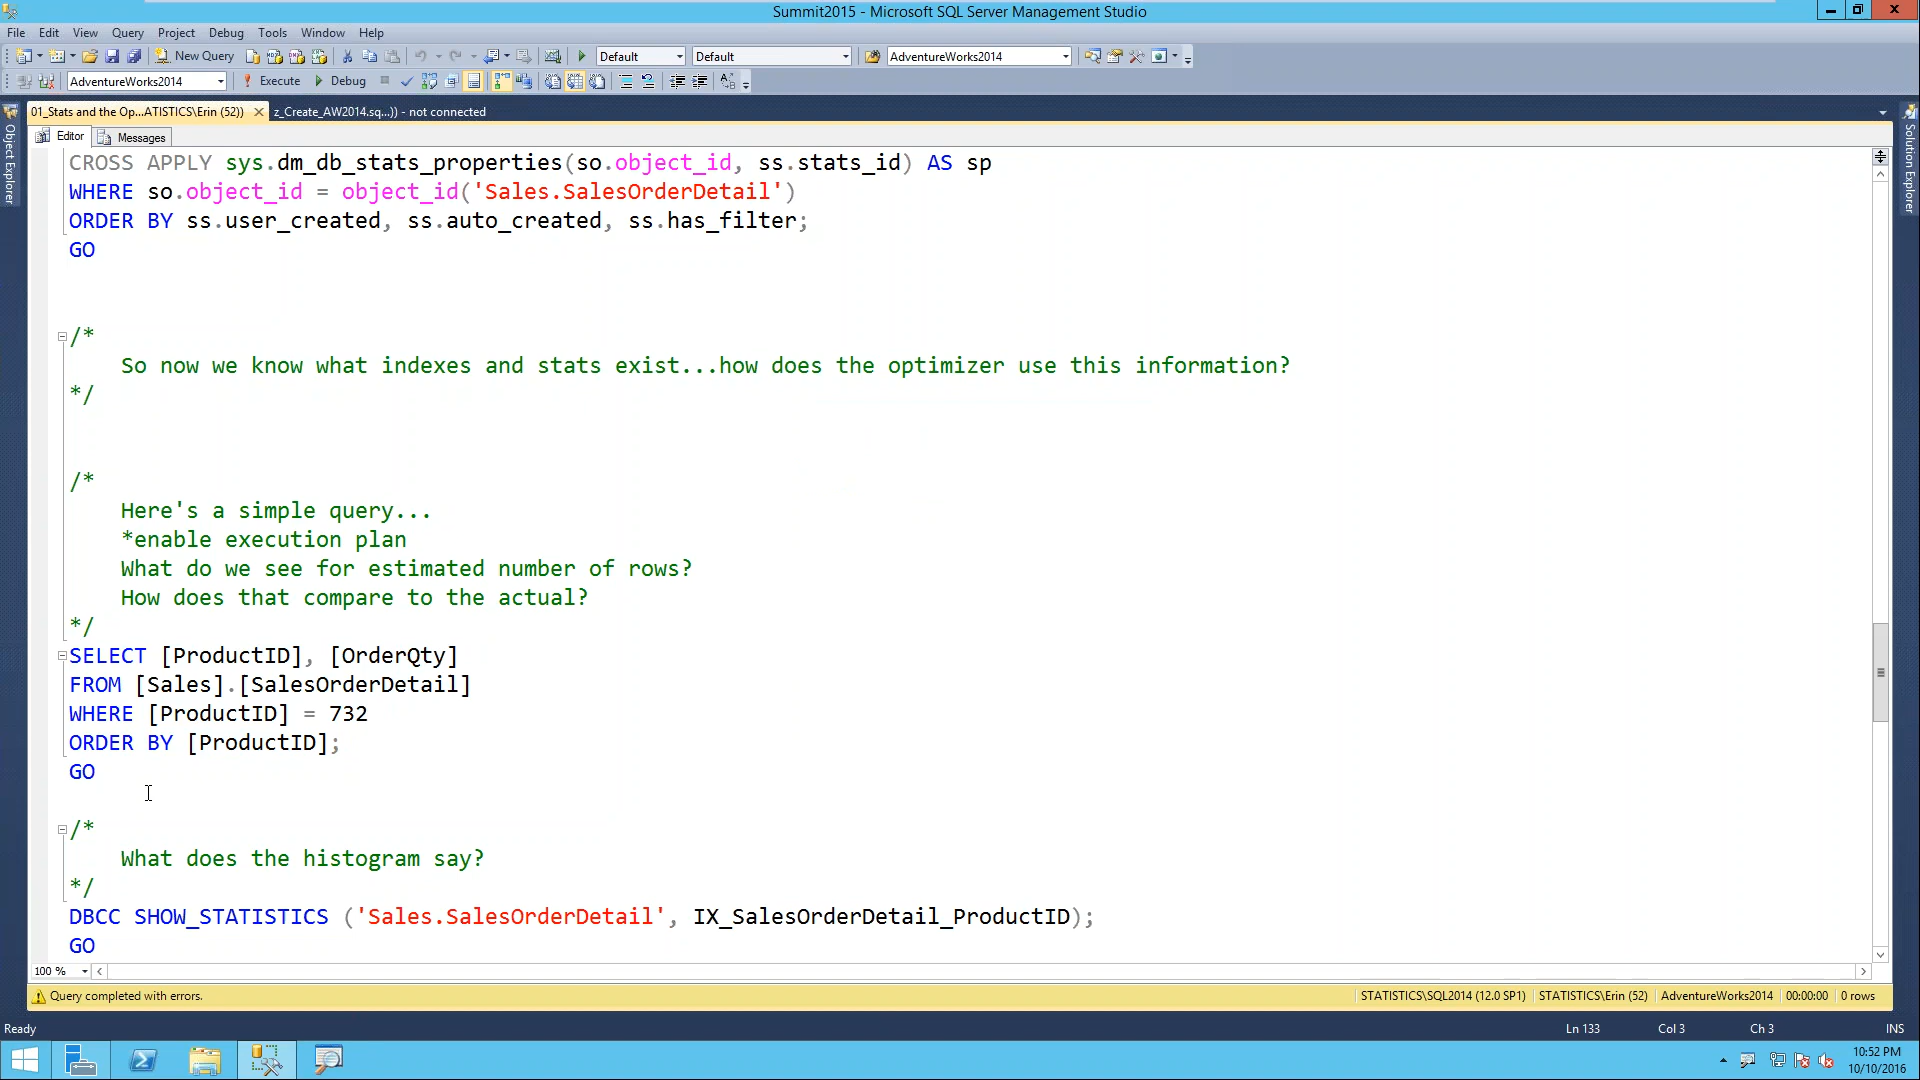 Summit2015 - Microsoft SQL Server Management Studio
File Edit View Query Project Debug Tools Window Help
New Query Default Default AdventureWorks2014
AdventureWorks2014 Execute Debug
01_Stats and the Op...ATISTICS\Erin (52)) z_Create_AW2014.sq...)) - not connected
Editor Messages
Object Explorer
Solution Explorer
CROSS APPLY sys.dm_db_stats_properties(so.object_id, ss.stats_id) AS sp
WHERE so.object_id = object_id('Sales.SalesOrderDetail')
ORDER BY ss.user_created, ss.auto_created, ss.has_filter;
GO
/*
So now we know what indexes and stats exist...how does the optimizer use this information?
*/
/*
Here's a simple query...
*enable execution plan
What do we see for estimated number of rows?
How does that compare to the actual?
*/
SELECT [ProductID], [OrderQty]
FROM [Sales].[SalesOrderDetail]
WHERE [ProductID] = 732
ORDER BY [ProductID];
GO
/*
What does the histogram say?
*/
DBCC SHOW_STATISTICS ('Sales.SalesOrderDetail', IX_SalesOrderDetail_ProductID);
GO
100 %
Query completed with errors. STATISTICS\SQL2014 (12.0 SP1) STATISTICS\Erin (52) AdventureWorks2014 00:00:00 0 rows
Ready Ln 133 Col 3 Ch 3 INS
10:52 PM
10/10/2016